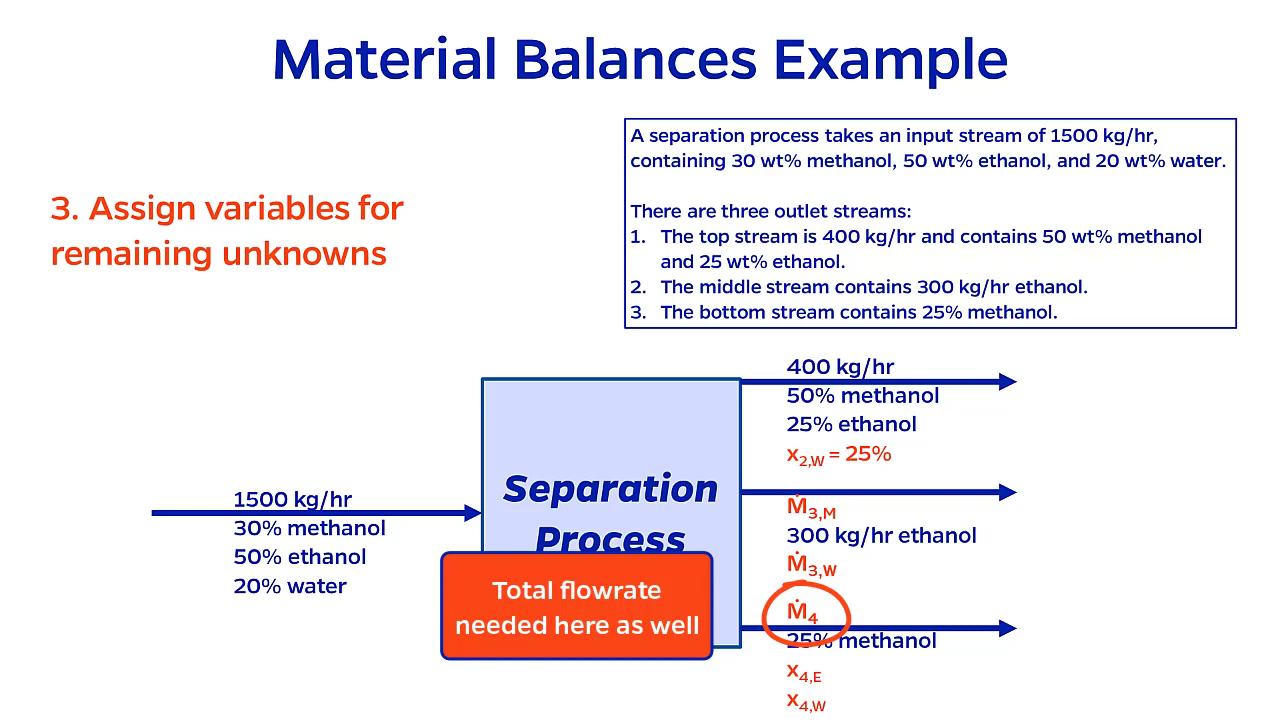 Material Balances Example
A separation process takes an input stream of 1500 kg/hr,
containing 30 wt% methanol, 50 wt% ethanol, and 20 wt% water.
There are three outlet streams:
1. The top stream is 400 kg/hr and contains 50 wt% methanol
and 25 wt% ethanol.
2. The middle stream contains 300 kg/hr ethanol.
3. The bottom stream contains 25% methanol.
3. Assign variables for
remaining unknowns
1500 kg/hr
30% methanol
50% ethanol
20% water
Separation
Process
Total flowrate
needed here as well
400 kg/hr
50% methanol
25% ethanol
x₂,W = 25%
Ṁ₃,M
300 kg/hr ethanol
Ṁ₃,W
Ṁ₄
25% methanol
x₄,E
x₄,W